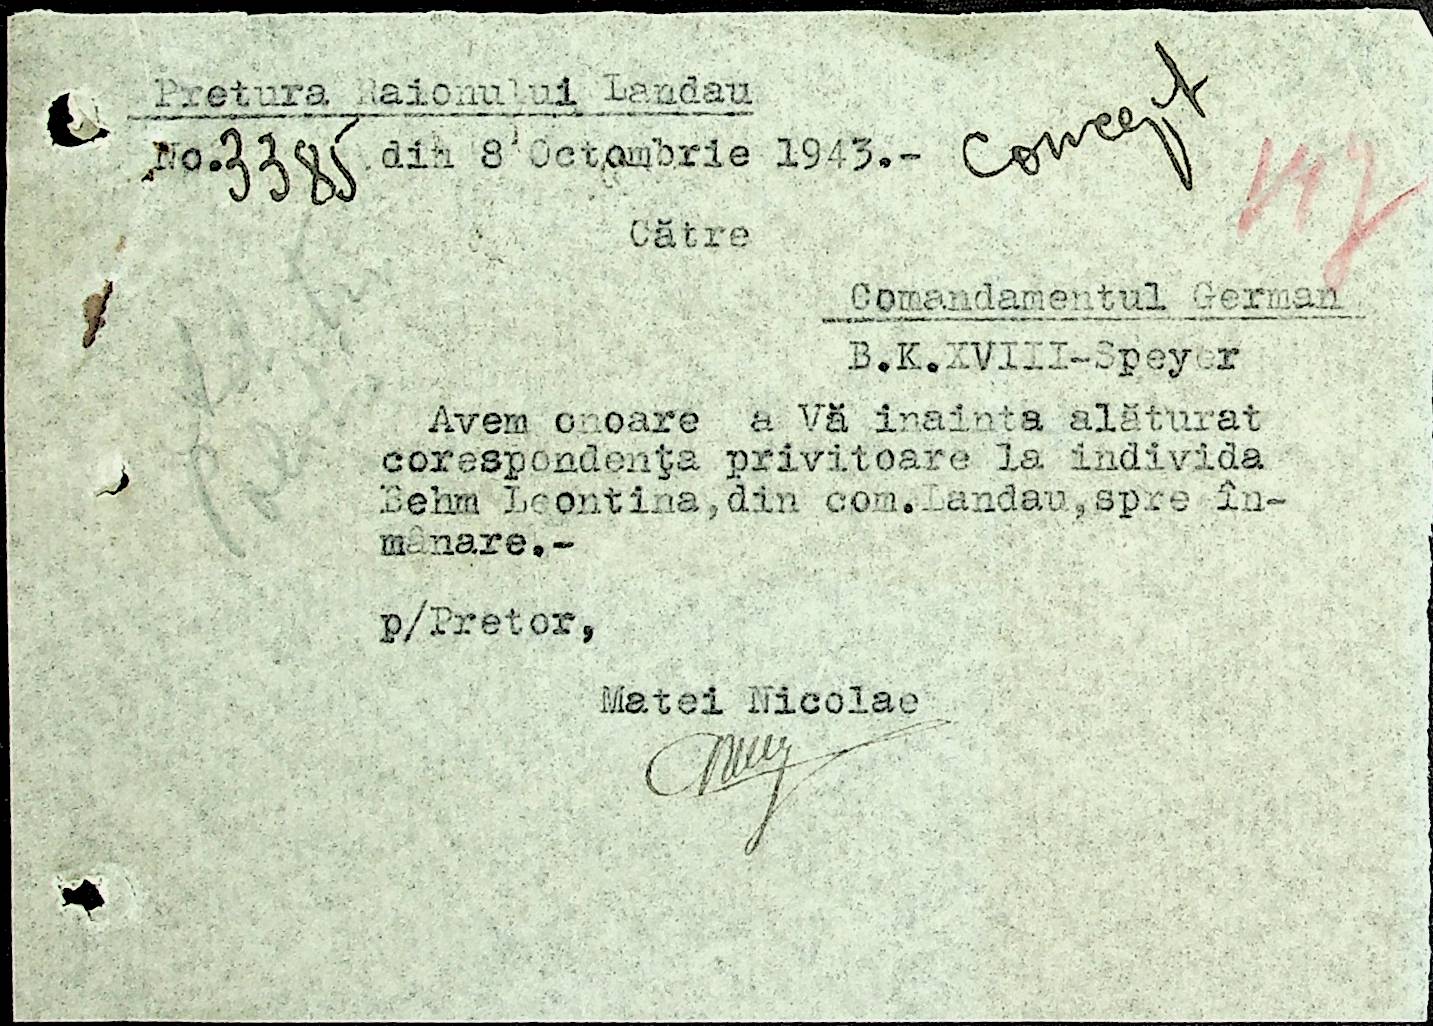 Pretura Raionului Landau
No.3385 din 8 Octombrie 1943.-
Concept
147
Către
Comandamentul German
B.K.XVIII-Speyer
Avem onoare a Vă inainta alăturat
corespondenţa privitoare la individa
Behm Leontina,din com.Landau,spre în-
mânare.-
p/Pretor,
Matei Nicolae